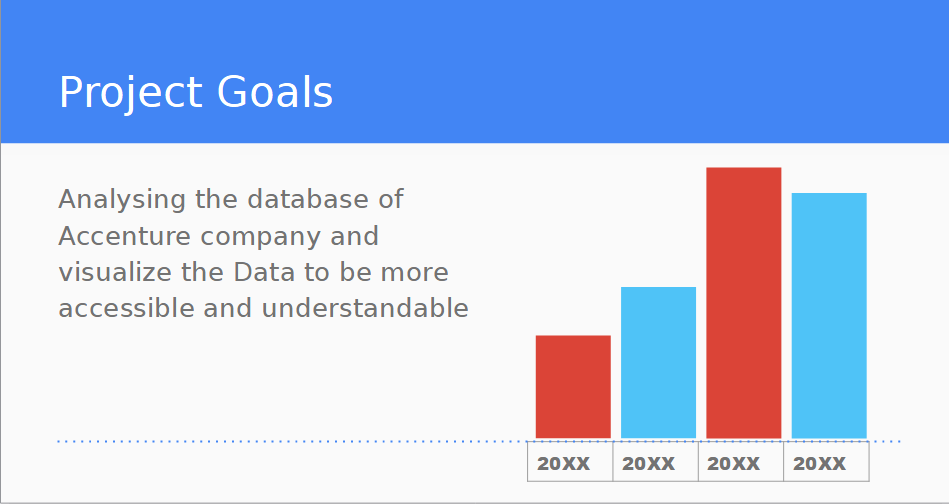 Project Goals
Analysing the database of
Accenture company and
visualize the Data to be more
accessible and understandable
20XX 20XX 20XX 20XX